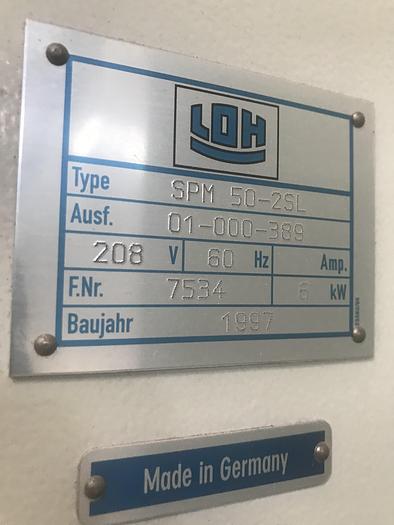 LOH
Type SPM 50-2SL
Ausf. 01-000-389
208 V 60 Hz Amp.
F.Nr. 7534 6 kW
Baujahr 1997
Made in Germany